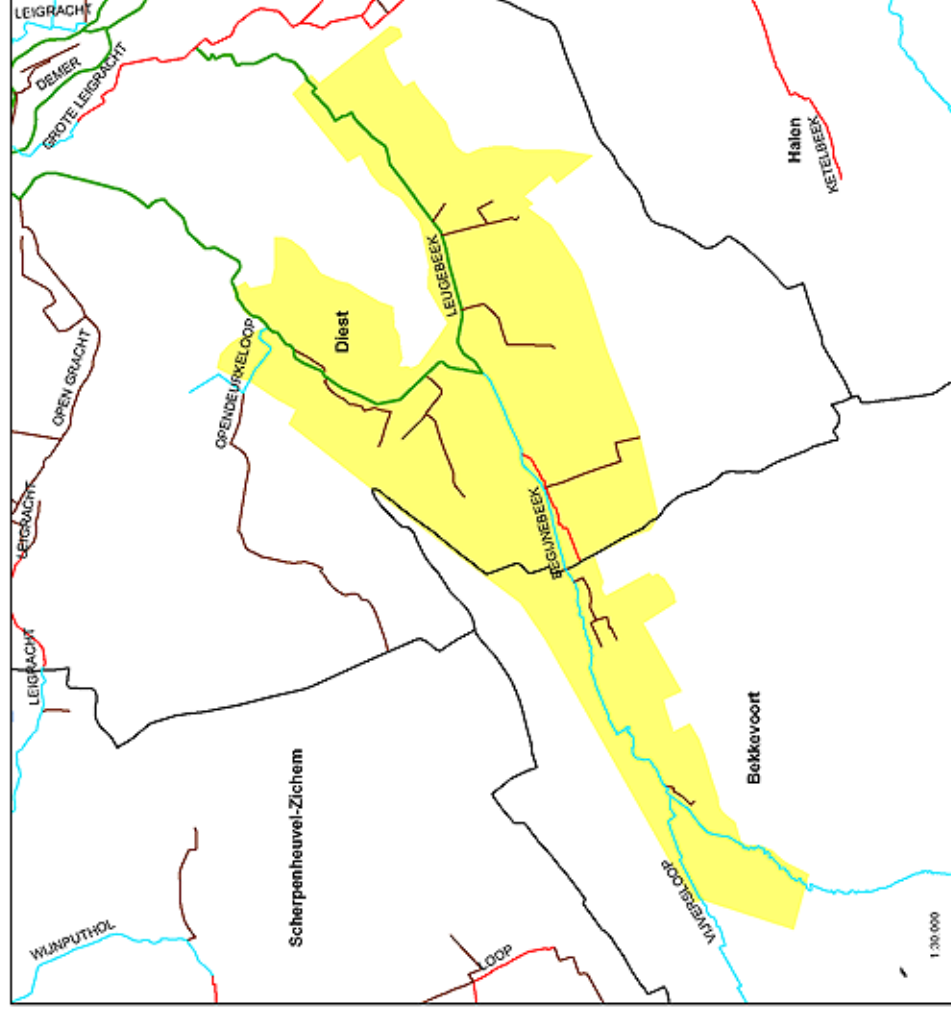 LEIGRACHT
DEMER
GROTE LEIGRACHT
OPEN GRACHT
OPENDEURKELOOP
LEIGRACHT
LEIGRACHT
Diest
LEUGEBEEK
Halen
KETELBEEK
BEGIJNEBEEK
Scherpenheuvel-Zichem
Bekkevoort
WIJNPUTHOL
LOOP
VIJVERSLOOP
1:30.000